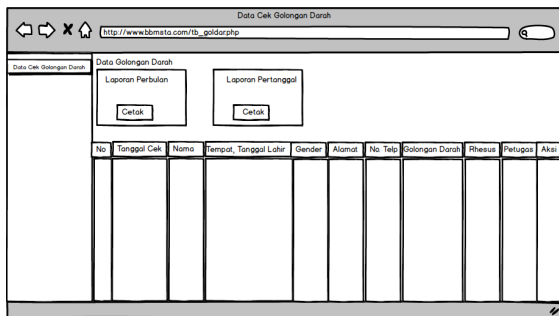 Data Cek Golongan Darah
http://www.bbmsta.com/tb_goldar.php
Data Cek Golongan Darah
Data Golongan Darah
Laporan Perbulan
Cetak
Laporan Pertanggal
Cetak
No Tanggal Cek Nama Tempat, Tanggal Lahir Gender Alamat No. Telp Golongan Darah Rhesus Petugas Aksi